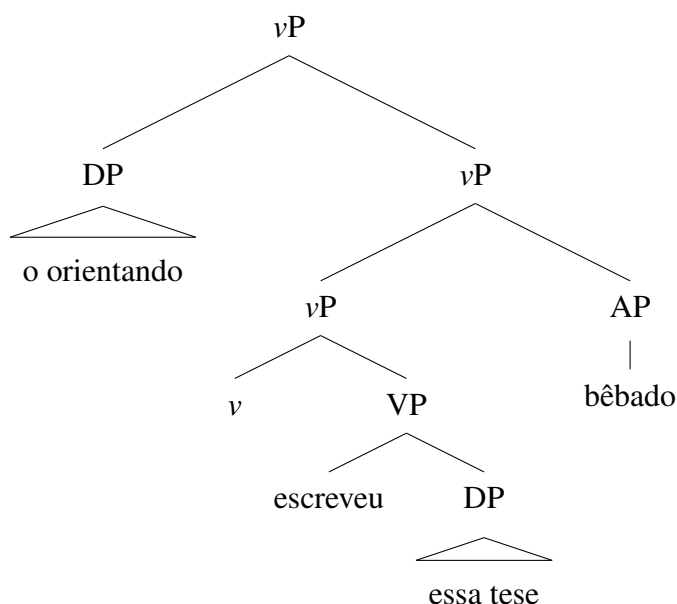 vP
DP vP
o orientando
vP AP
v VP bêbado
escreveu DP
essa tese